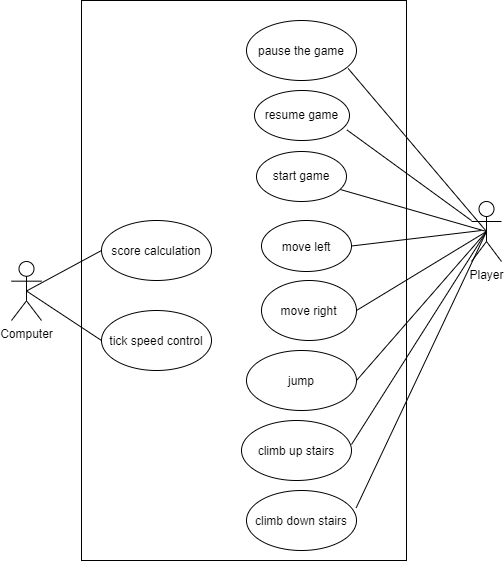 pause the game
resume game
start game
score calculation
move left
Player
Computer
move right
tick speed control
jump
climb up stairs
climb down stairs